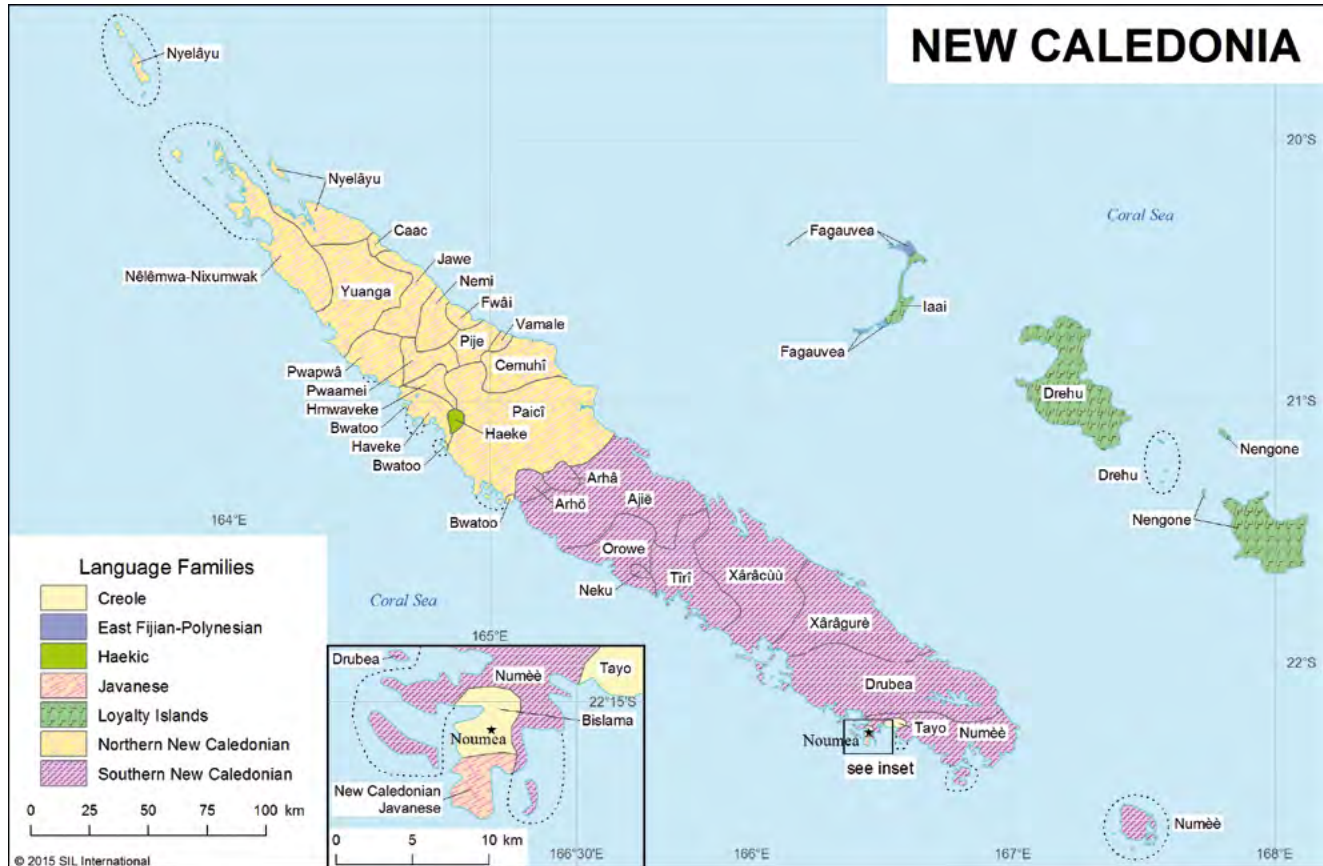 NEW CALEDONIA
Nyelâyu
20°S
Nyelâyu
Coral Sea
Caac
Fagauvea
Jawe
Nêlêmwa-Nixumwak
Nemi
Yuanga
Fwâi
Iaai
Vamale
Pije
Fagauvea
Cemuhî
Pwapwâ
Pwaamei
Drehu
Hmwaveke
21°S
Paicî
Bwatoo
Haeke
Haveke
Nengone
Bwatoo
Drehu
Arhâ
Ajië
Arhö
Nengone
164°E
Bwatoo
Orowe
Language Families
Tîrî
Xârâcùù
Neku
Creole
Coral Sea
East Fijian-Polynesian
Xârâgurè
165°E
Haekic
Drubea
Tayo
22°S
Numèè
Javanese
Drubea
22°15'S
Loyalty Islands
Bislama
Tayo
Northern New Caledonian
Noumea
Noumea
Numèè
Southern New Caledonian
see inset
New Caledonian
Javanese
0 25 50 75 100 km
Numèè
0 5 10 km
© 2015 SIL International
166°30'E
166°E
167°E
168°E